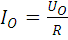 I_O = U_O / R